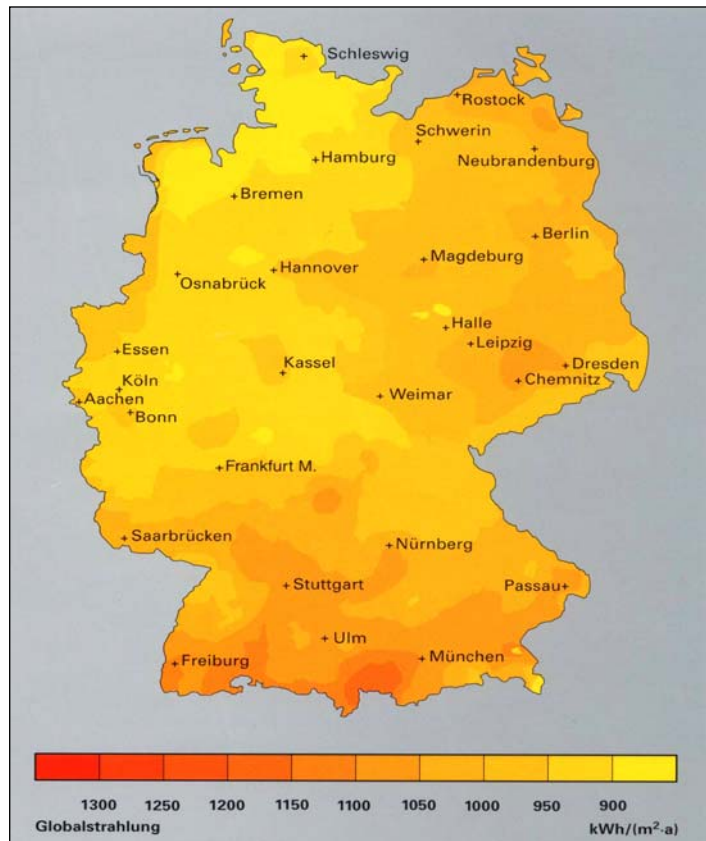 Schleswig
Rostock
Schwerin
Hamburg
Neubrandenburg
Bremen
Berlin
Magdeburg
Hannover
Osnabrück
Halle
Leipzig
Essen
Kassel
Dresden
Köln
Chemnitz
Aachen
Weimar
Bonn
Frankfurt M.
Saarbrücken
Nürnberg
Stuttgart
Passau
Ulm
Freiburg
München
1300 1250 1200 1150 1100 1050 1000 950 900
Globalstrahlung kWh/(m²·a)